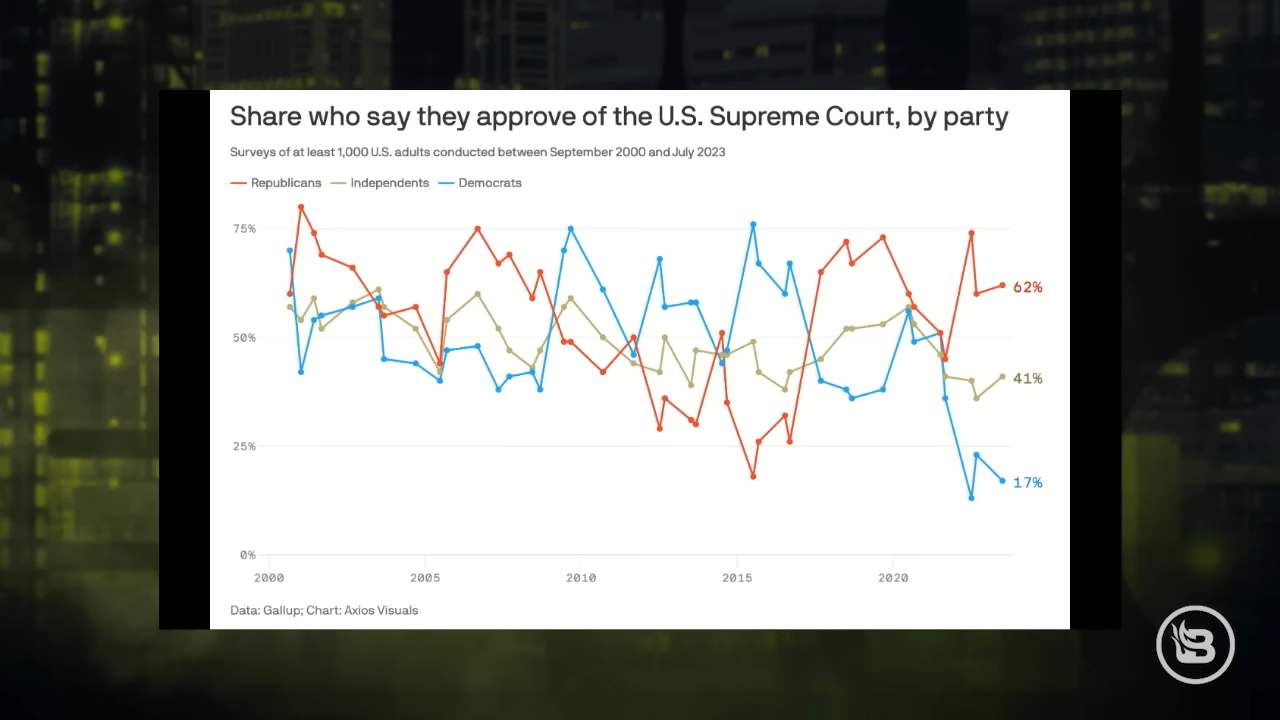 Share who say they approve of the U.S. Supreme Court, by party
Surveys of at least 1,000 U.S. adults conducted between September 2000 and July 2023
Republicans Independents Democrats
75%
62%
50%
41%
25%
17%
0%
2000 2005 2010 2015 2020
Data: Gallup; Chart: Axios Visuals
B